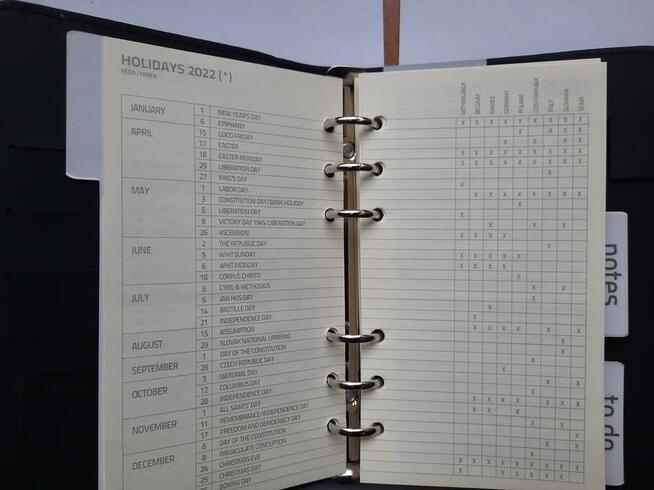 HOLIDAYS 2022 (*)
FÊTES / FERIEN
NETHERLANDS BELGIUM FRANCE GERMANY POLAND CZECH REPUBLIC ITALY SLOVAKIA SPAIN
JANUARY 1 NEW YEAR'S DAY
6 EPIPHANY
APRIL 15 GOOD FRIDAY
17 EASTER
18 EASTER MONDAY
25 LIBERATION DAY
27 KING'S DAY
MAY 1 LABOR DAY
3 CONSTITUTION DAY/BANK HOLIDAY
5 LIBERATION DAY
8 VICTORY DAY 1945/LIBERATION DAY
26 ASCENSION
JUNE 2 THE REPUBLIC DAY
5 WHIT SUNDAY
6 WHIT MONDAY
16 CORPUS CHRISTI
JULY 5 CYRIL & METHODIUS
6 JAN HUS DAY
14 BASTILLE DAY
21 INDEPENDENCE DAY
AUGUST 15 ASSUMPTION
29 SLOVAK NATIONAL UPRISING
SEPTEMBER 1 DAY OF THE CONSTITUTION
28 CZECH REPUBLIC DAY
OCTOBER 3 NATIONAL DAY
12 COLUMBUS DAY
28 INDEPENDENCE DAY
NOVEMBER 1 ALL SAINTS' DAY
11 REMEMBRANCE/INDEPENDENCE DAY
17 FREEDOM AND DEMOCRACY DAY
DECEMBER 6 DAY OF THE CONSTITUTION
8 IMMACULATE CONCEPTION
24 CHRISTMAS EVE
25 CHRISTMAS DAY
BOXING DAY
notes
to do